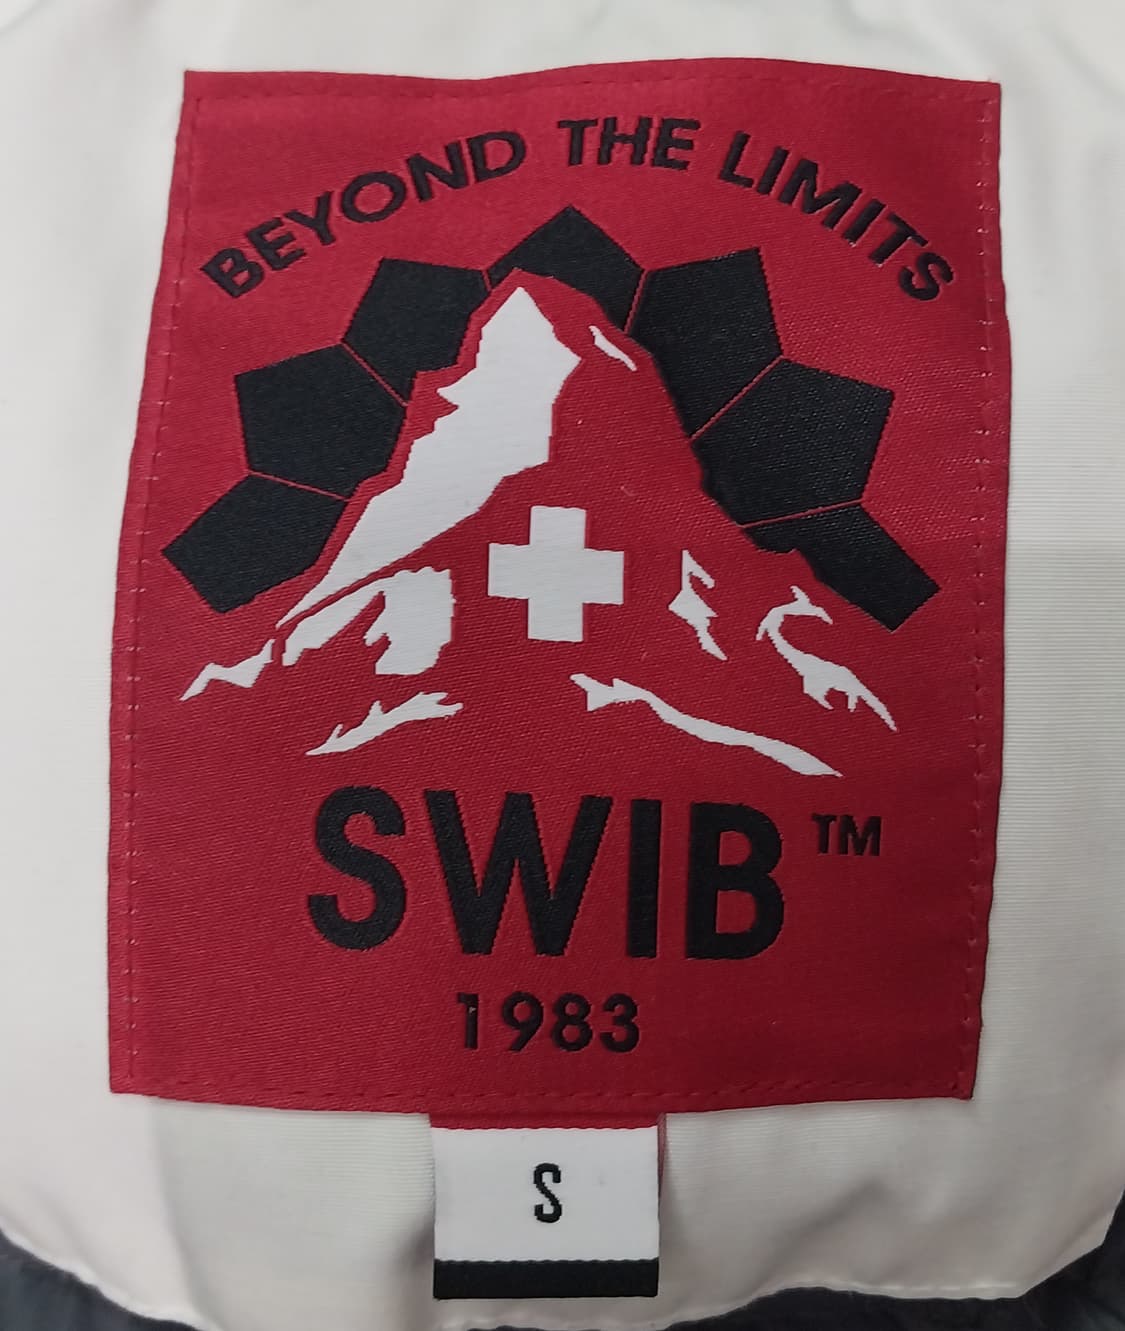 BEYOND THE LIMITS
SWIB™
1983
S